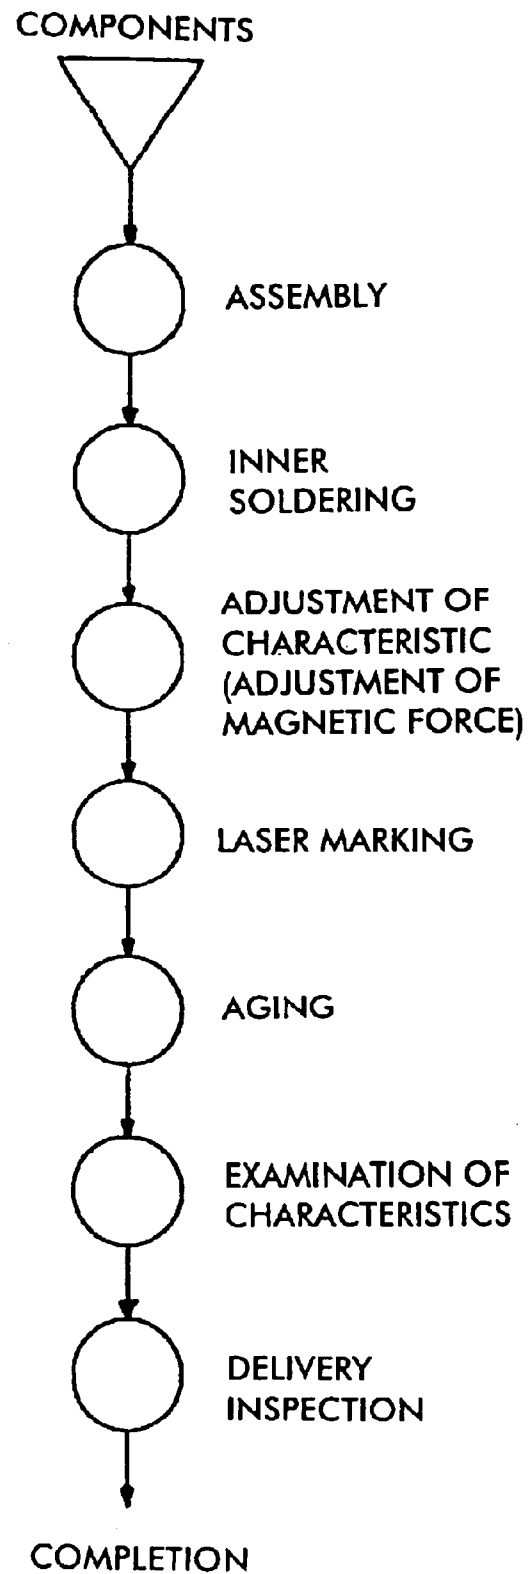 COMPONENTS
ASSEMBLY
INNER
SOLDERING
ADJUSTMENT OF
CHARACTERISTIC
(ADJUSTMENT OF
MAGNETIC FORCE)
LASER MARKING
AGING
EXAMINATION OF
CHARACTERISTICS
DELIVERY
INSPECTION
COMPLETION